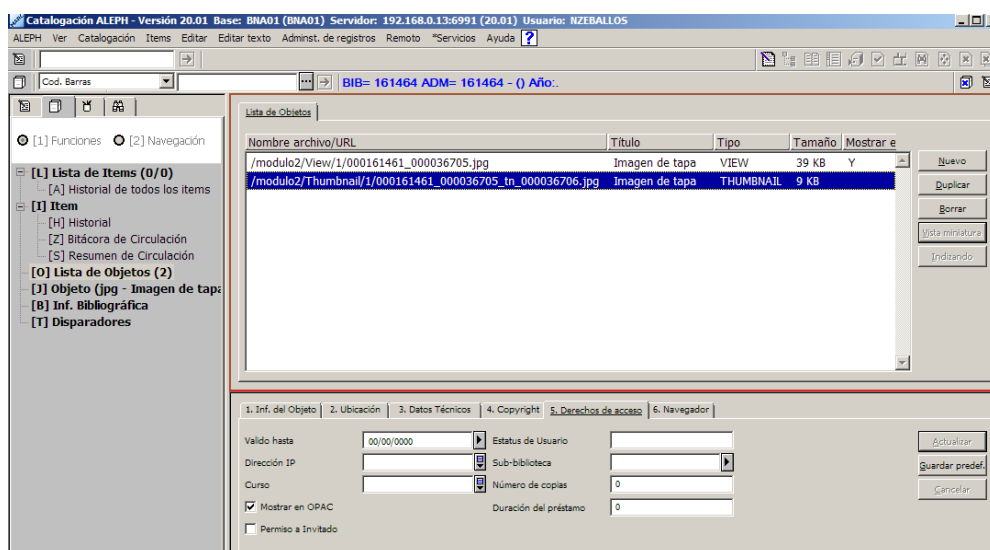 Catalogación ALEPH - Versión 20.01 Base: BNA01 (BNA01) Servidor: 192.168.0.13:6991 (20.01) Usuario: NZEBALLOS
ALEPH Ver Catalogación Items Editar Editar texto Adminst. de registros Remoto *Servicios Ayuda ?
Cod. Barras ... BIB= 161464 ADM= 161464 - () Año:.
[1] Funciones [2] Navegación
[L] Lista de Items (0/0)
[A] Historial de todos los items
[I] Item
[H] Historial
[Z] Bitácora de Circulación
[S] Resumen de Circulación
[O] Lista de Objetos (2)
[J] Objeto (jpg - Imagen de tapa
[B] Inf. Bibliográfica
[T] Disparadores
Lista de Objetos
Nombre archivo/URL Título Tipo Tamaño Mostrar e
/modulo2/View/1/000161461_000036705.jpg Imagen de tapa VIEW 39 KB Y
/modulo2/Thumbnail/1/000161461_000036705_tn_000036706.jpg Imagen de tapa THUMBNAIL 9 KB
Nuevo
Duplicar
Borrar
Vista miniatura
Indizando
1. Inf. del Objeto 2. Ubicación 3. Datos Técnicos 4. Copyright 5. Derechos de acceso 6. Navegador
Valido hasta 00/00/0000 Estatus de Usuario
Dirección IP Sub-biblioteca
Curso Número de copias 0
Mostrar en OPAC Duración del préstamo 0
Permiso a Invitado
Actualizar
Guardar predef.
Cancelar